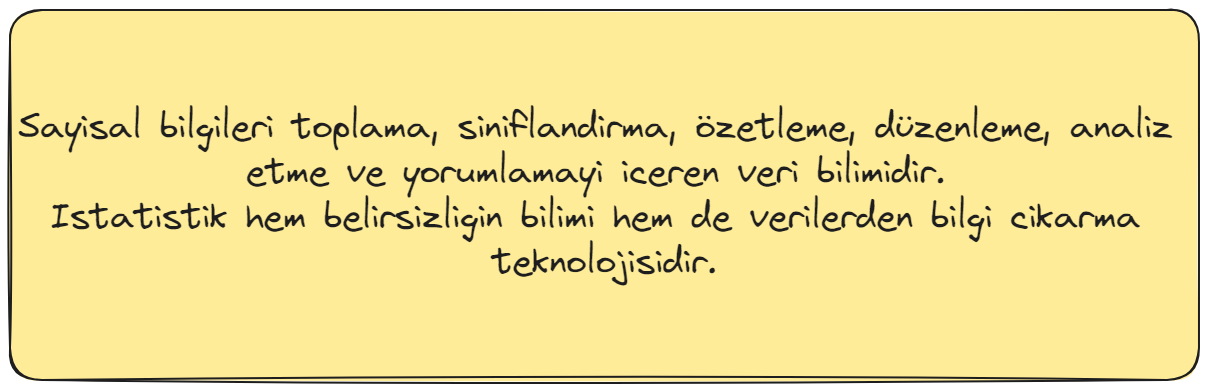 Sayisal bilgileri toplama, siniflandirma, özetleme, düzenleme, analiz
etme ve yorumlamayi iceren veri bilimidir.
Istatistik hem belirsizligin bilimi hem de verilerden bilgi cikarma
teknolojisidir.